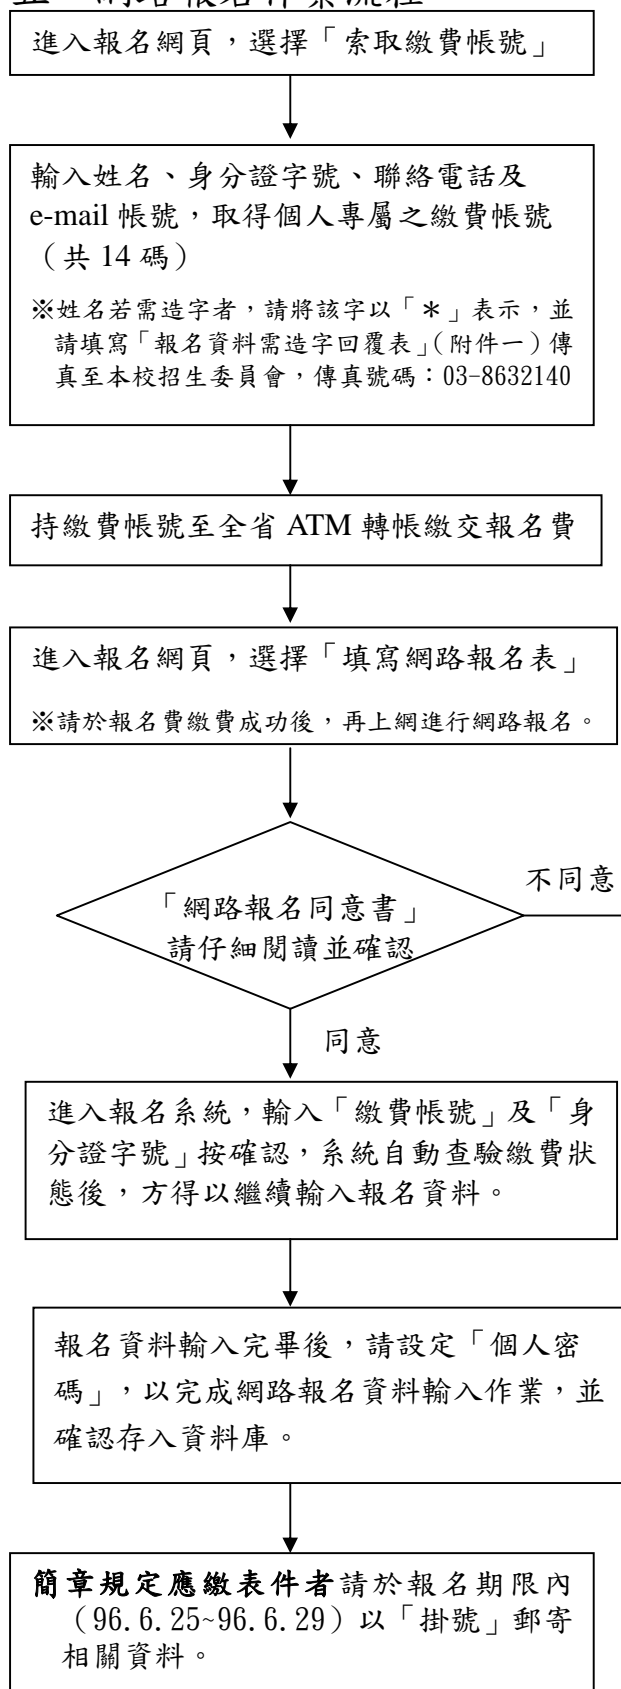 進入報名網頁，選擇「索取繳費帳號」
輸入姓名、身分證字號、聯絡電話及
e-mail 帳號，取得個人專屬之繳費帳號
（共 14 碼）
※姓名若需造字者，請將該字以「＊」表示，並
請填寫「報名資料需造字回覆表」(附件一)傳
真至本校招生委員會，傳真號碼：03-8632140
持繳費帳號至全省 ATM 轉帳繳交報名費
進入報名網頁，選擇「填寫網路報名表」
※請於報名費繳費成功後，再上網進行網路報名。
不同意
「網路報名同意書」
請仔細閱讀並確認
同意
進入報名系統，輸入「繳費帳號」及「身
分證字號」按確認，系統自動查驗繳費狀
態後，方得以繼續輸入報名資料。
報名資料輸入完畢後，請設定「個人密
碼」，以完成網路報名資料輸入作業，並
確認存入資料庫。
簡章規定應繳表件者請於報名期限內
（96.6.25~96.6.29）以「掛號」郵寄
相關資料。